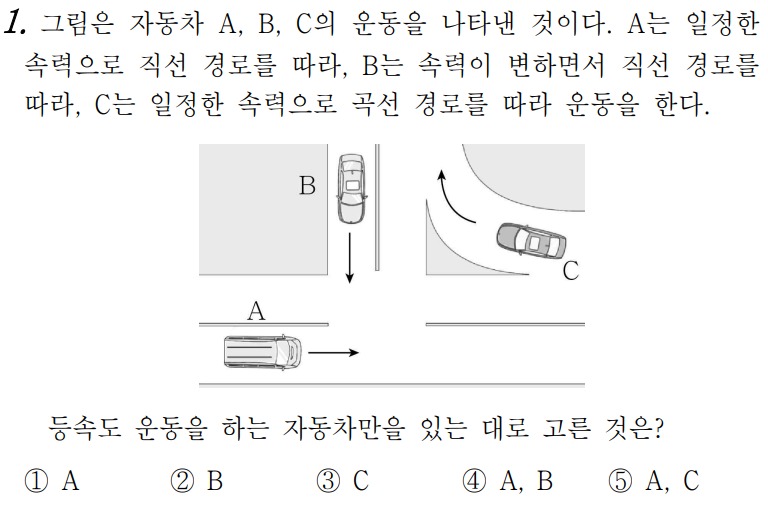 1. 그림은 자동차 A, B, C의 운동을 나타낸 것이다. A는 일정한
속력으로 직선 경로를 따라, B는 속력이 변하면서 직선 경로를
따라, C는 일정한 속력으로 곡선 경로를 따라 운동을 한다.
B
C
A
등속도 운동을 하는 자동차만을 있는 대로 고른 것은?
① A ② B ③ C ④ A, B ⑤ A, C